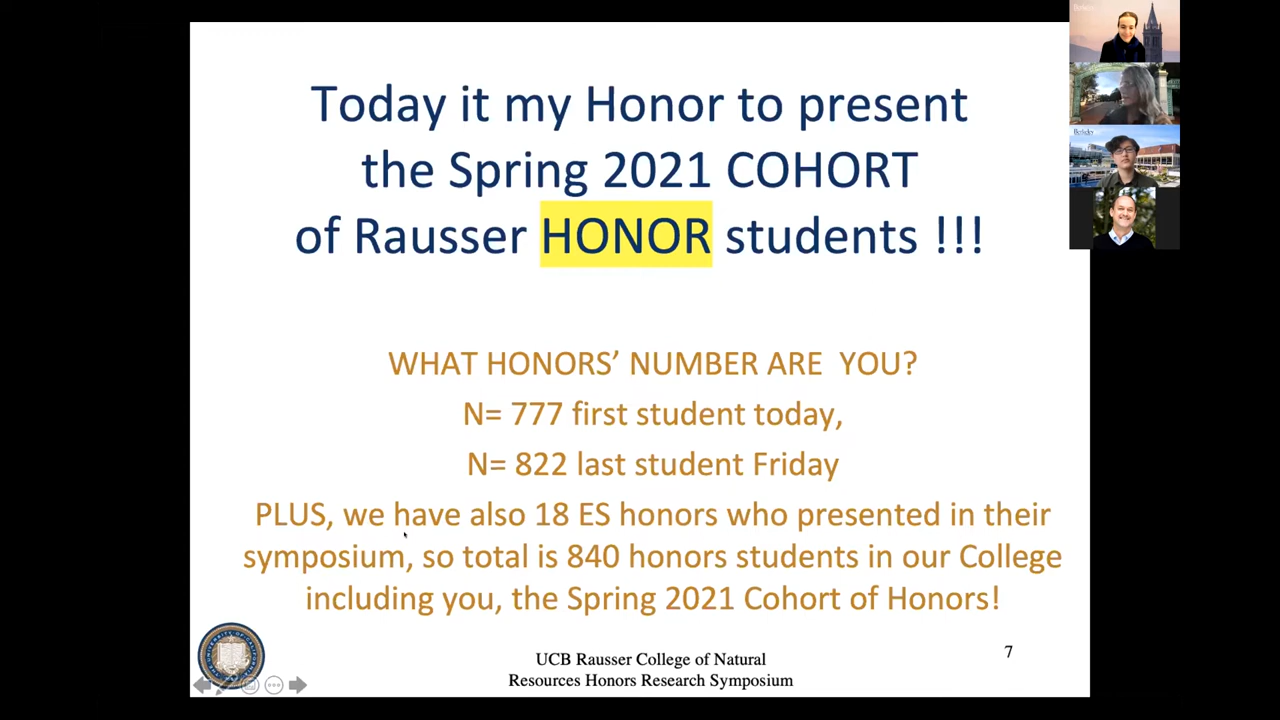 Today it my Honor to present
the Spring 2021 COHORT
of Rausser HONOR students !!!
WHAT HONORS’ NUMBER ARE YOU?
N= 777 first student today,
N= 822 last student Friday
PLUS, we have also 18 ES honors who presented in their
symposium, so total is 840 honors students in our College
including you, the Spring 2021 Cohort of Honors!
UCB Rausser College of Natural
Resources Honors Research Symposium
7
Berkeley